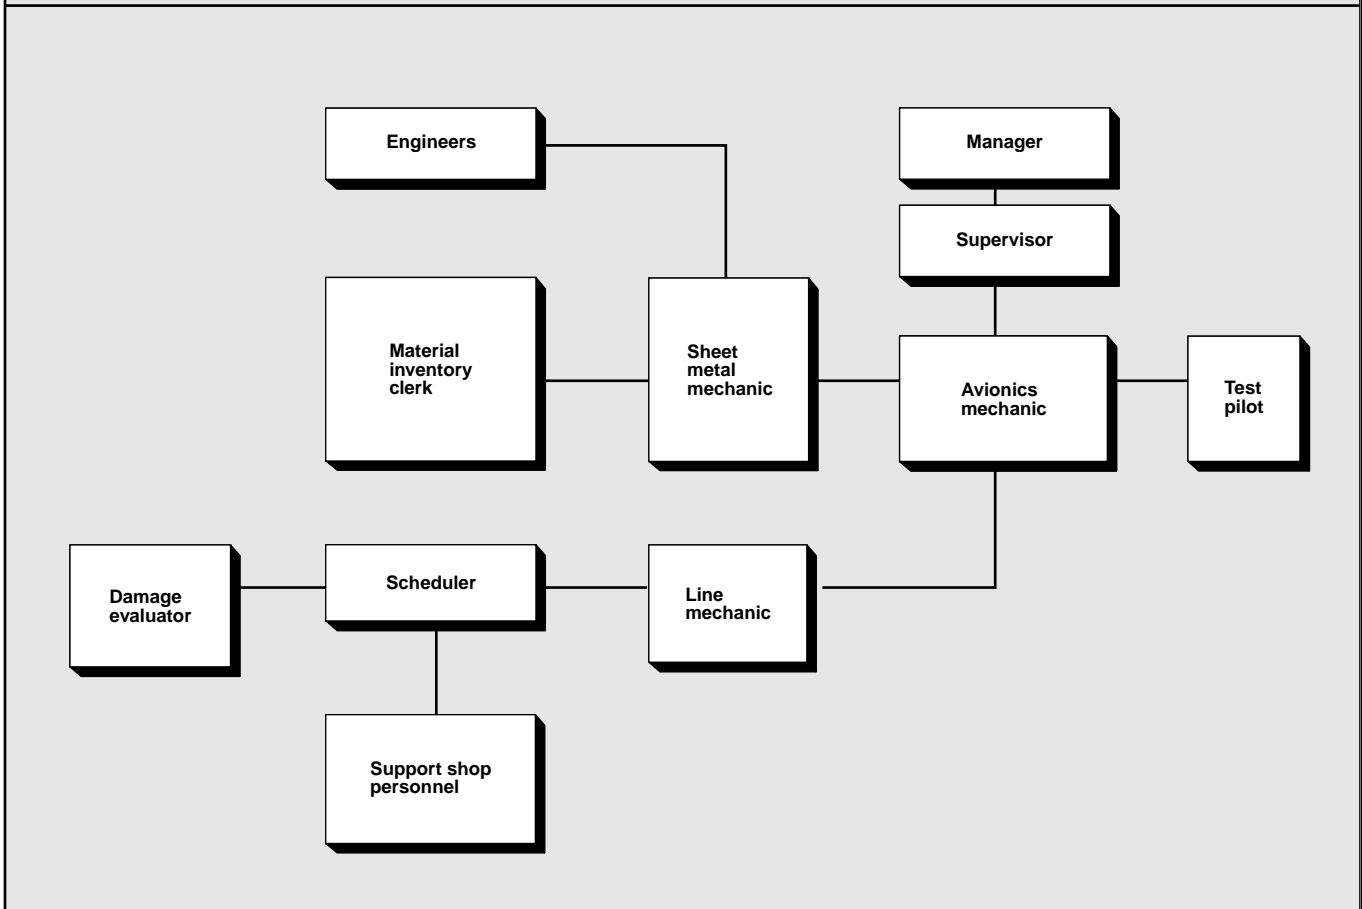 Engineers
Manager
Supervisor
Material
inventory
clerk
Sheet
metal
mechanic
Avionics
mechanic
Test
pilot
Damage
evaluator
Scheduler
Line
mechanic
Support shop
personnel